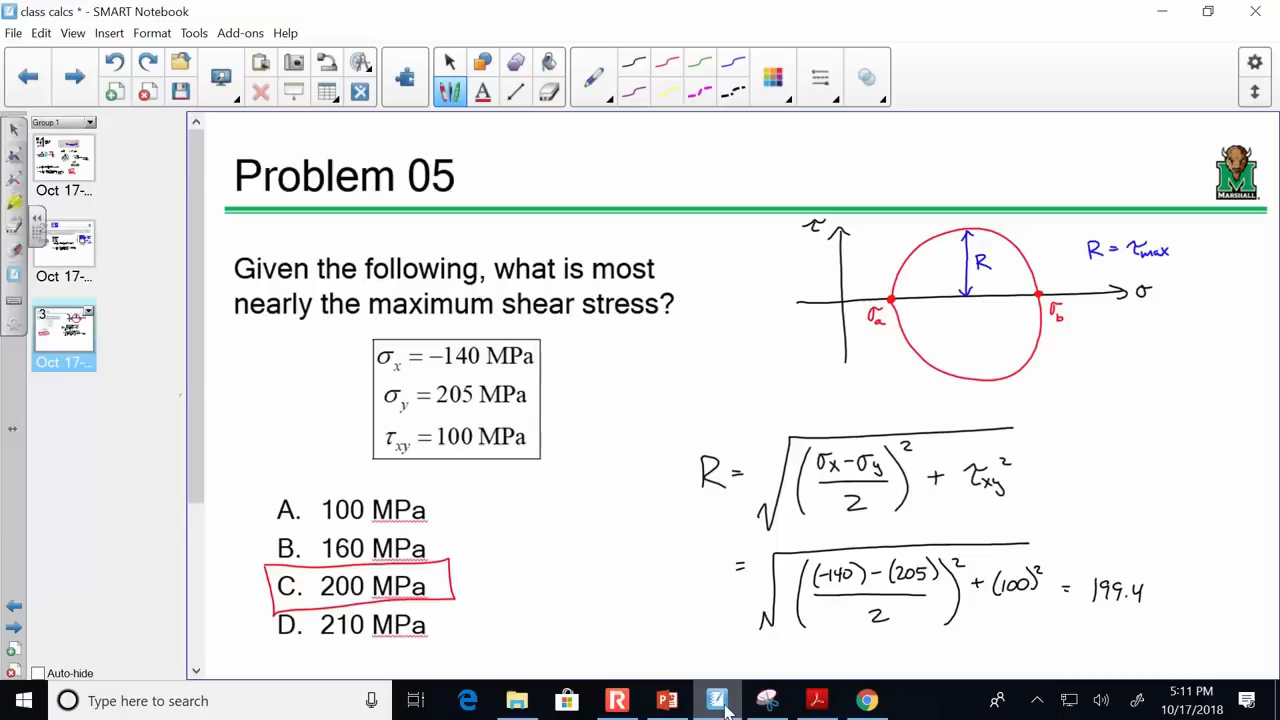 class calcs * - SMART Notebook
File Edit View Insert Format Tools Add-ons Help
Group 1
Oct 17-...
Oct 17-...
Oct 17-...
Auto-hide
Problem 05
MARSHALL
Given the following, what is most
nearly the maximum shear stress?
σx = −140 MPa
σy = 205 MPa
τxy = 100 MPa
A. 100 MPa
B. 160 MPa
C. 200 MPa
D. 210 MPa
τ
R
R = τmax
σ
σa
σb
R = √((σx-σy)/2)² + τxy²
= √(((-140)-(205))/2)² + (100)² = 199.4
Type here to search
5:11 PM
10/17/2018